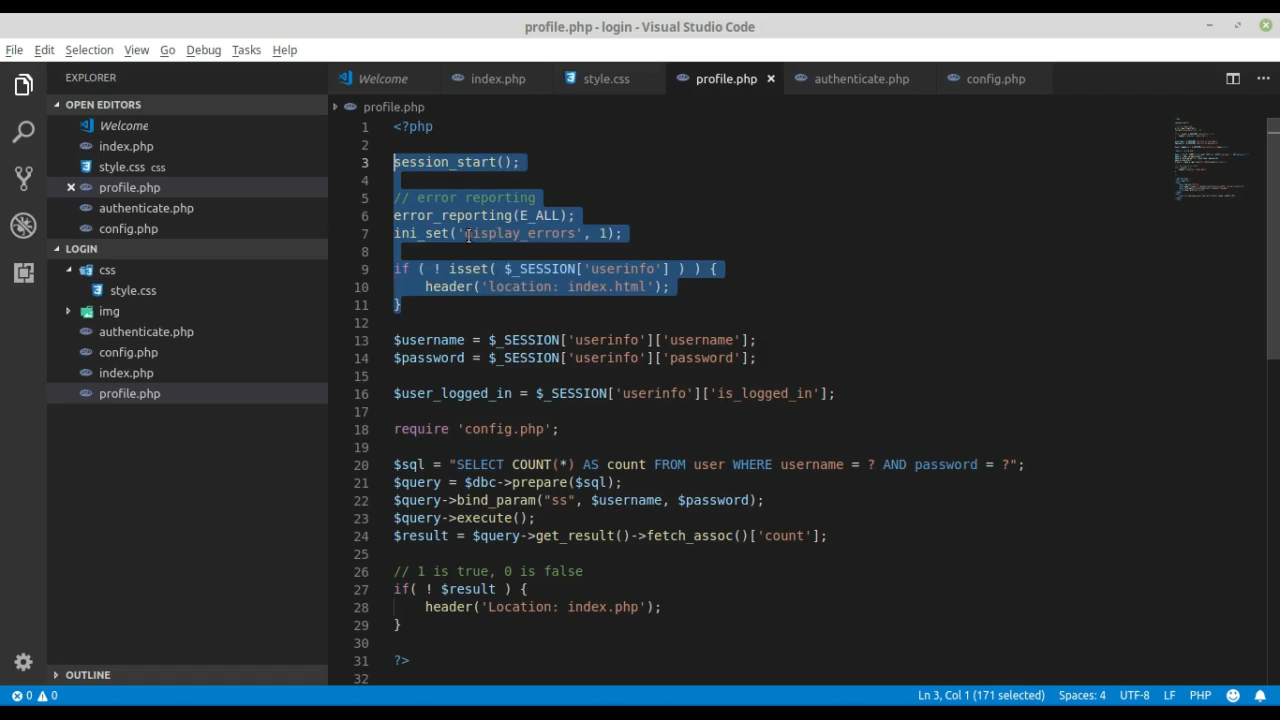 profile.php - login - Visual Studio Code
File Edit Selection View Go Debug Tasks Help
EXPLORER
OPEN EDITORS
Welcome
index.php
style.css css
profile.php
authenticate.php
config.php
LOGIN
css
style.css
img
authenticate.php
config.php
index.php
profile.php
OUTLINE
Welcome index.php style.css profile.php authenticate.php config.php
profile.php
1 <?php
2
3 session_start();
4
5 // error reporting
6 error_reporting(E_ALL);
7 ini_set('display_errors', 1);
8
9 if ( ! isset( $_SESSION['userinfo'] ) ) {
10 header('location: index.html');
11 }
12
13 $username = $_SESSION['userinfo']['username'];
14 $password = $_SESSION['userinfo']['password'];
15
16 $user_logged_in = $_SESSION['userinfo']['is_logged_in'];
17
18 require 'config.php';
19
20 $sql = "SELECT COUNT(*) AS count FROM user WHERE username = ? AND password = ?";
21 $query = $dbc->prepare($sql);
22 $query->bind_param("ss", $username, $password);
23 $query->execute();
24 $result = $query->get_result()->fetch_assoc()['count'];
25
26 // 1 is true, 0 is false
27 if( ! $result ) {
28 header('Location: index.php');
29 }
30
31 ?>
32
0 0 Ln 3, Col 1 (171 selected) Spaces: 4 UTF-8 LF PHP